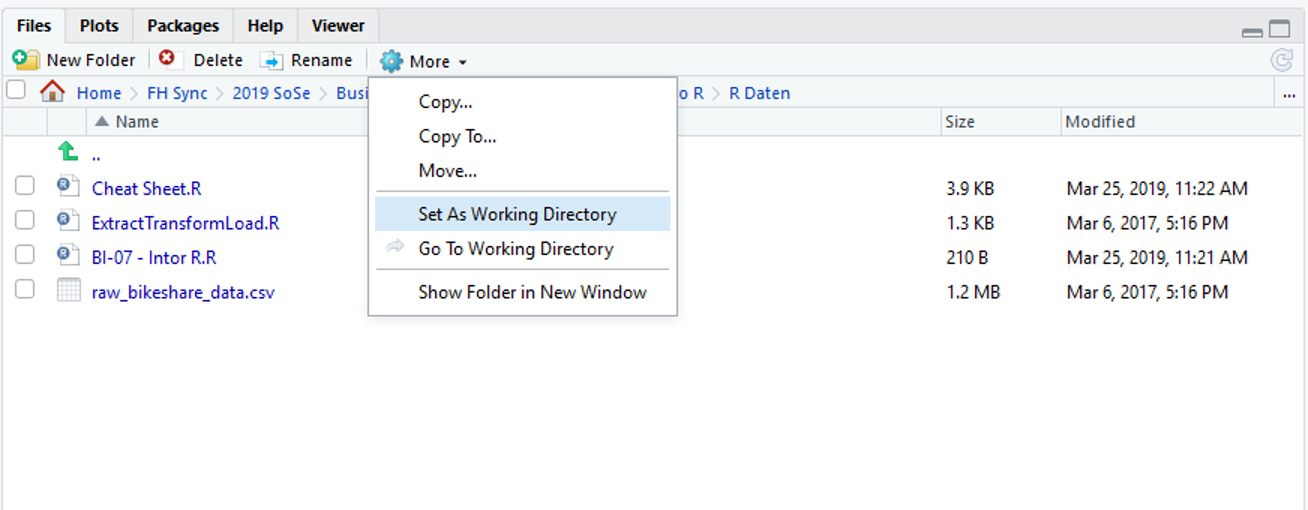 Files Plots Packages Help Viewer
New Folder Delete Rename More
Home FH Sync 2019 SoSe Busi o R R Daten ...
Name Size Modified
..
Cheat Sheet.R 3.9 KB Mar 25, 2019, 11:22 AM
ExtractTransformLoad.R 1.3 KB Mar 6, 2017, 5:16 PM
BI-07 - Intor R.R 210 B Mar 25, 2019, 11:21 AM
raw_bikeshare_data.csv 1.2 MB Mar 6, 2017, 5:16 PM
Copy...
Copy To...
Move...
Set As Working Directory
Go To Working Directory
Show Folder in New Window